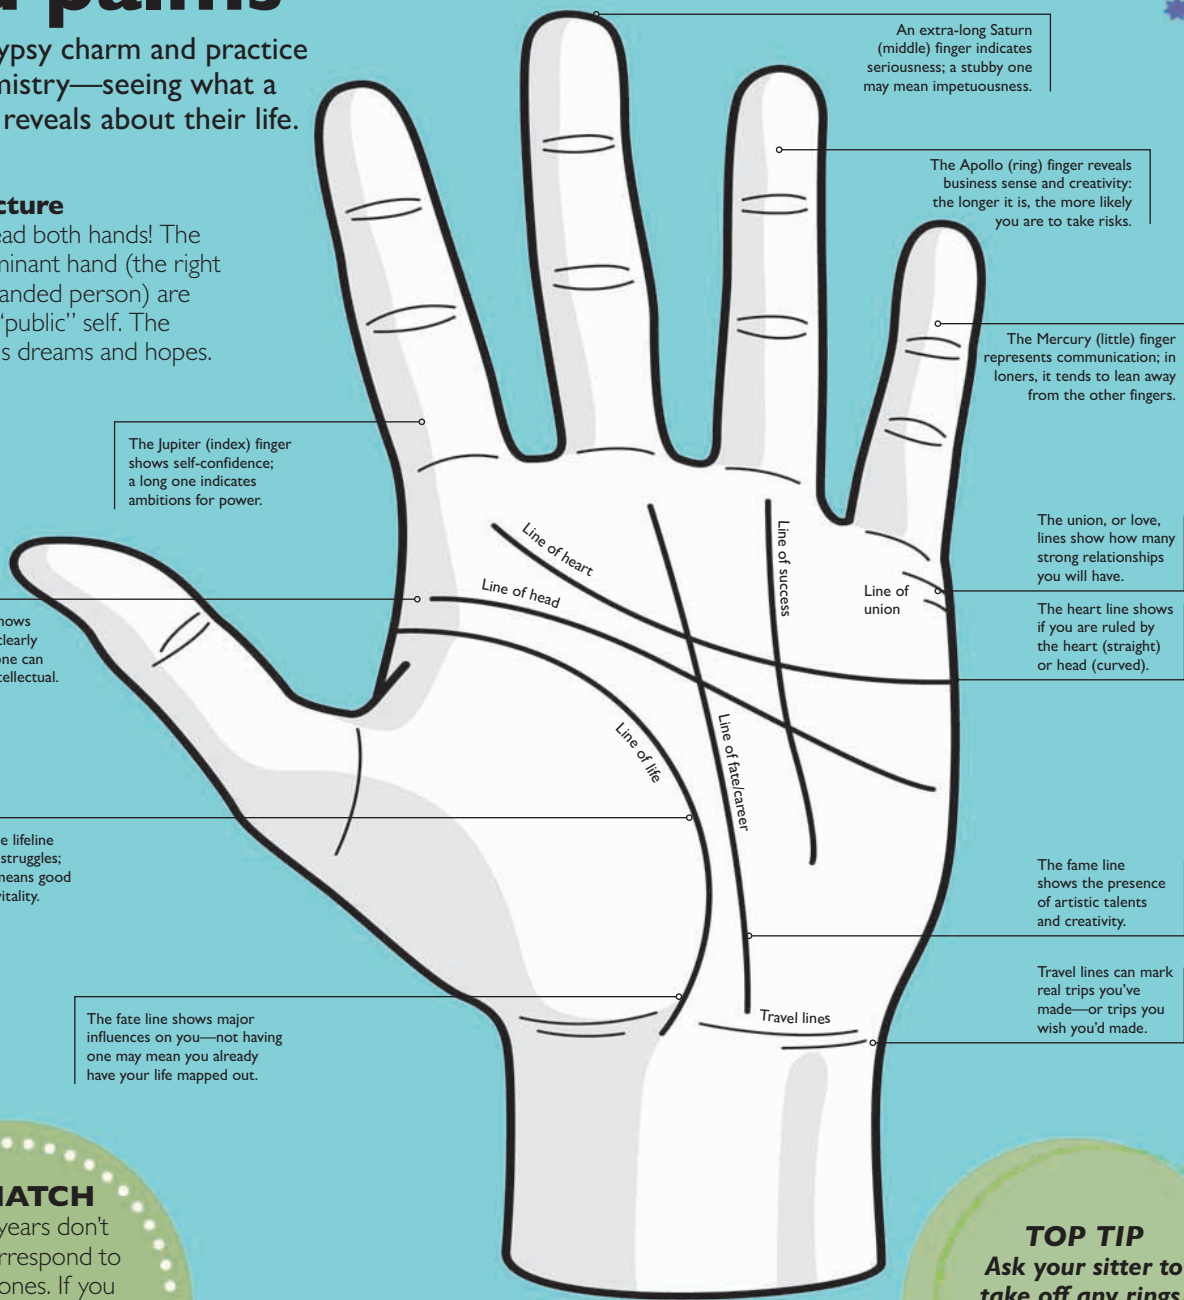 palms
ypsy charm and practice
mistry—seeing what a
reveals about their life.
cture
ead both hands! The
minant hand (the right
anded person) are
“public” self. The
s dreams and hopes.
An extra-long Saturn
(middle) finger indicates
seriousness; a stubby one
may mean impetuousness.
The Apollo (ring) finger reveals
business sense and creativity:
the longer it is, the more likely
you are to take risks.
The Mercury (little) finger
represents communication; in
loners, it tends to lean away
from the other fingers.
The Jupiter (index) finger
shows self-confidence;
a long one indicates
ambitions for power.
Line of heart
Line of head
Line of success
Line of
union
The union, or love,
lines show how many
strong relationships
you will have.
The heart line shows
if you are ruled by
the heart (straight)
or head (curved).
hows
clearly
one can
tellectual.
Line of life
Line of fate/career
e lifeline
struggles;
means good
vitality.
The fame line
shows the presence
of artistic talents
and creativity.
Travel lines can mark
real trips you’ve
made—or trips you
wish you’d made.
Travel lines
The fate line shows major
influences on you—not having
one may mean you already
have your life mapped out.
MATCH
years don’t
rrespond to
ones. If you
TOP TIP
Ask your sitter to
take off any rings